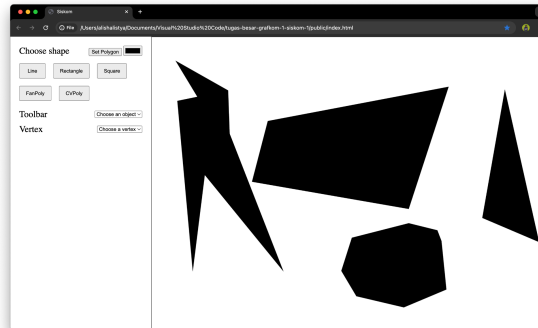 Siskom
File /Users/alishalistya/Documents/Visual%20Studio%20Code/tugas-besar-grafkom-1-siskom-1/public/index.html
Choose shape Set Polygon
Line Rectangle Square
FanPoly CVPoly
Toolbar Choose an object
Vertex Choose a vertex